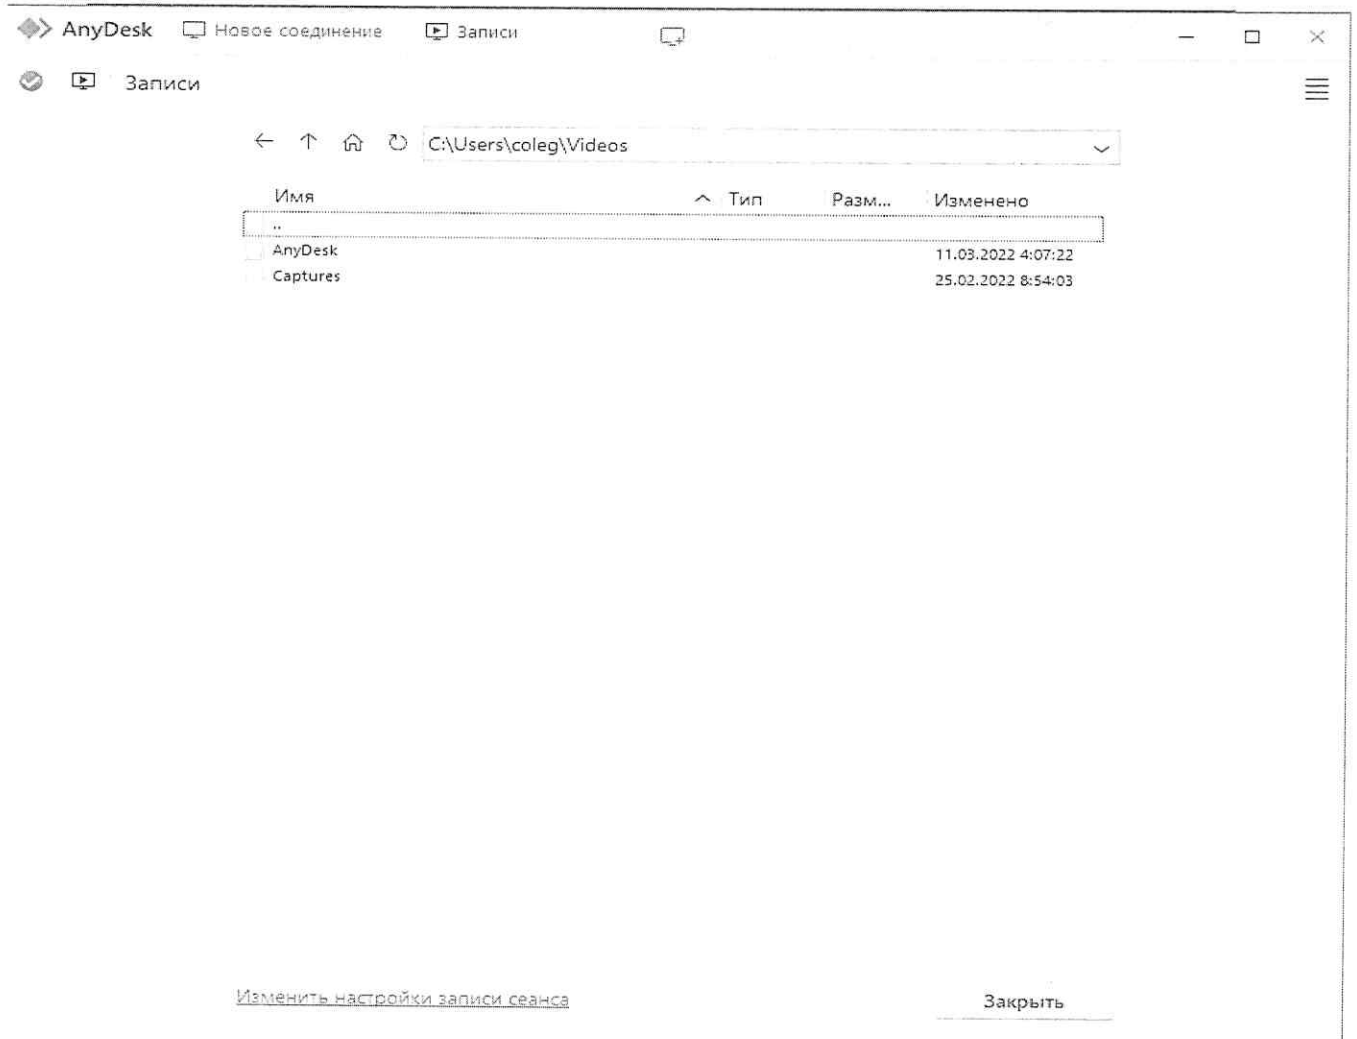 AnyDesk Новое соединение Записи
Записи
C:\Users\coleg\Videos
Имя Тип Разм... Изменено
..
AnyDesk 11.03.2022 4:07:22
Captures 25.02.2022 8:54:03
Изменить настройки записи сеанса Закрыть